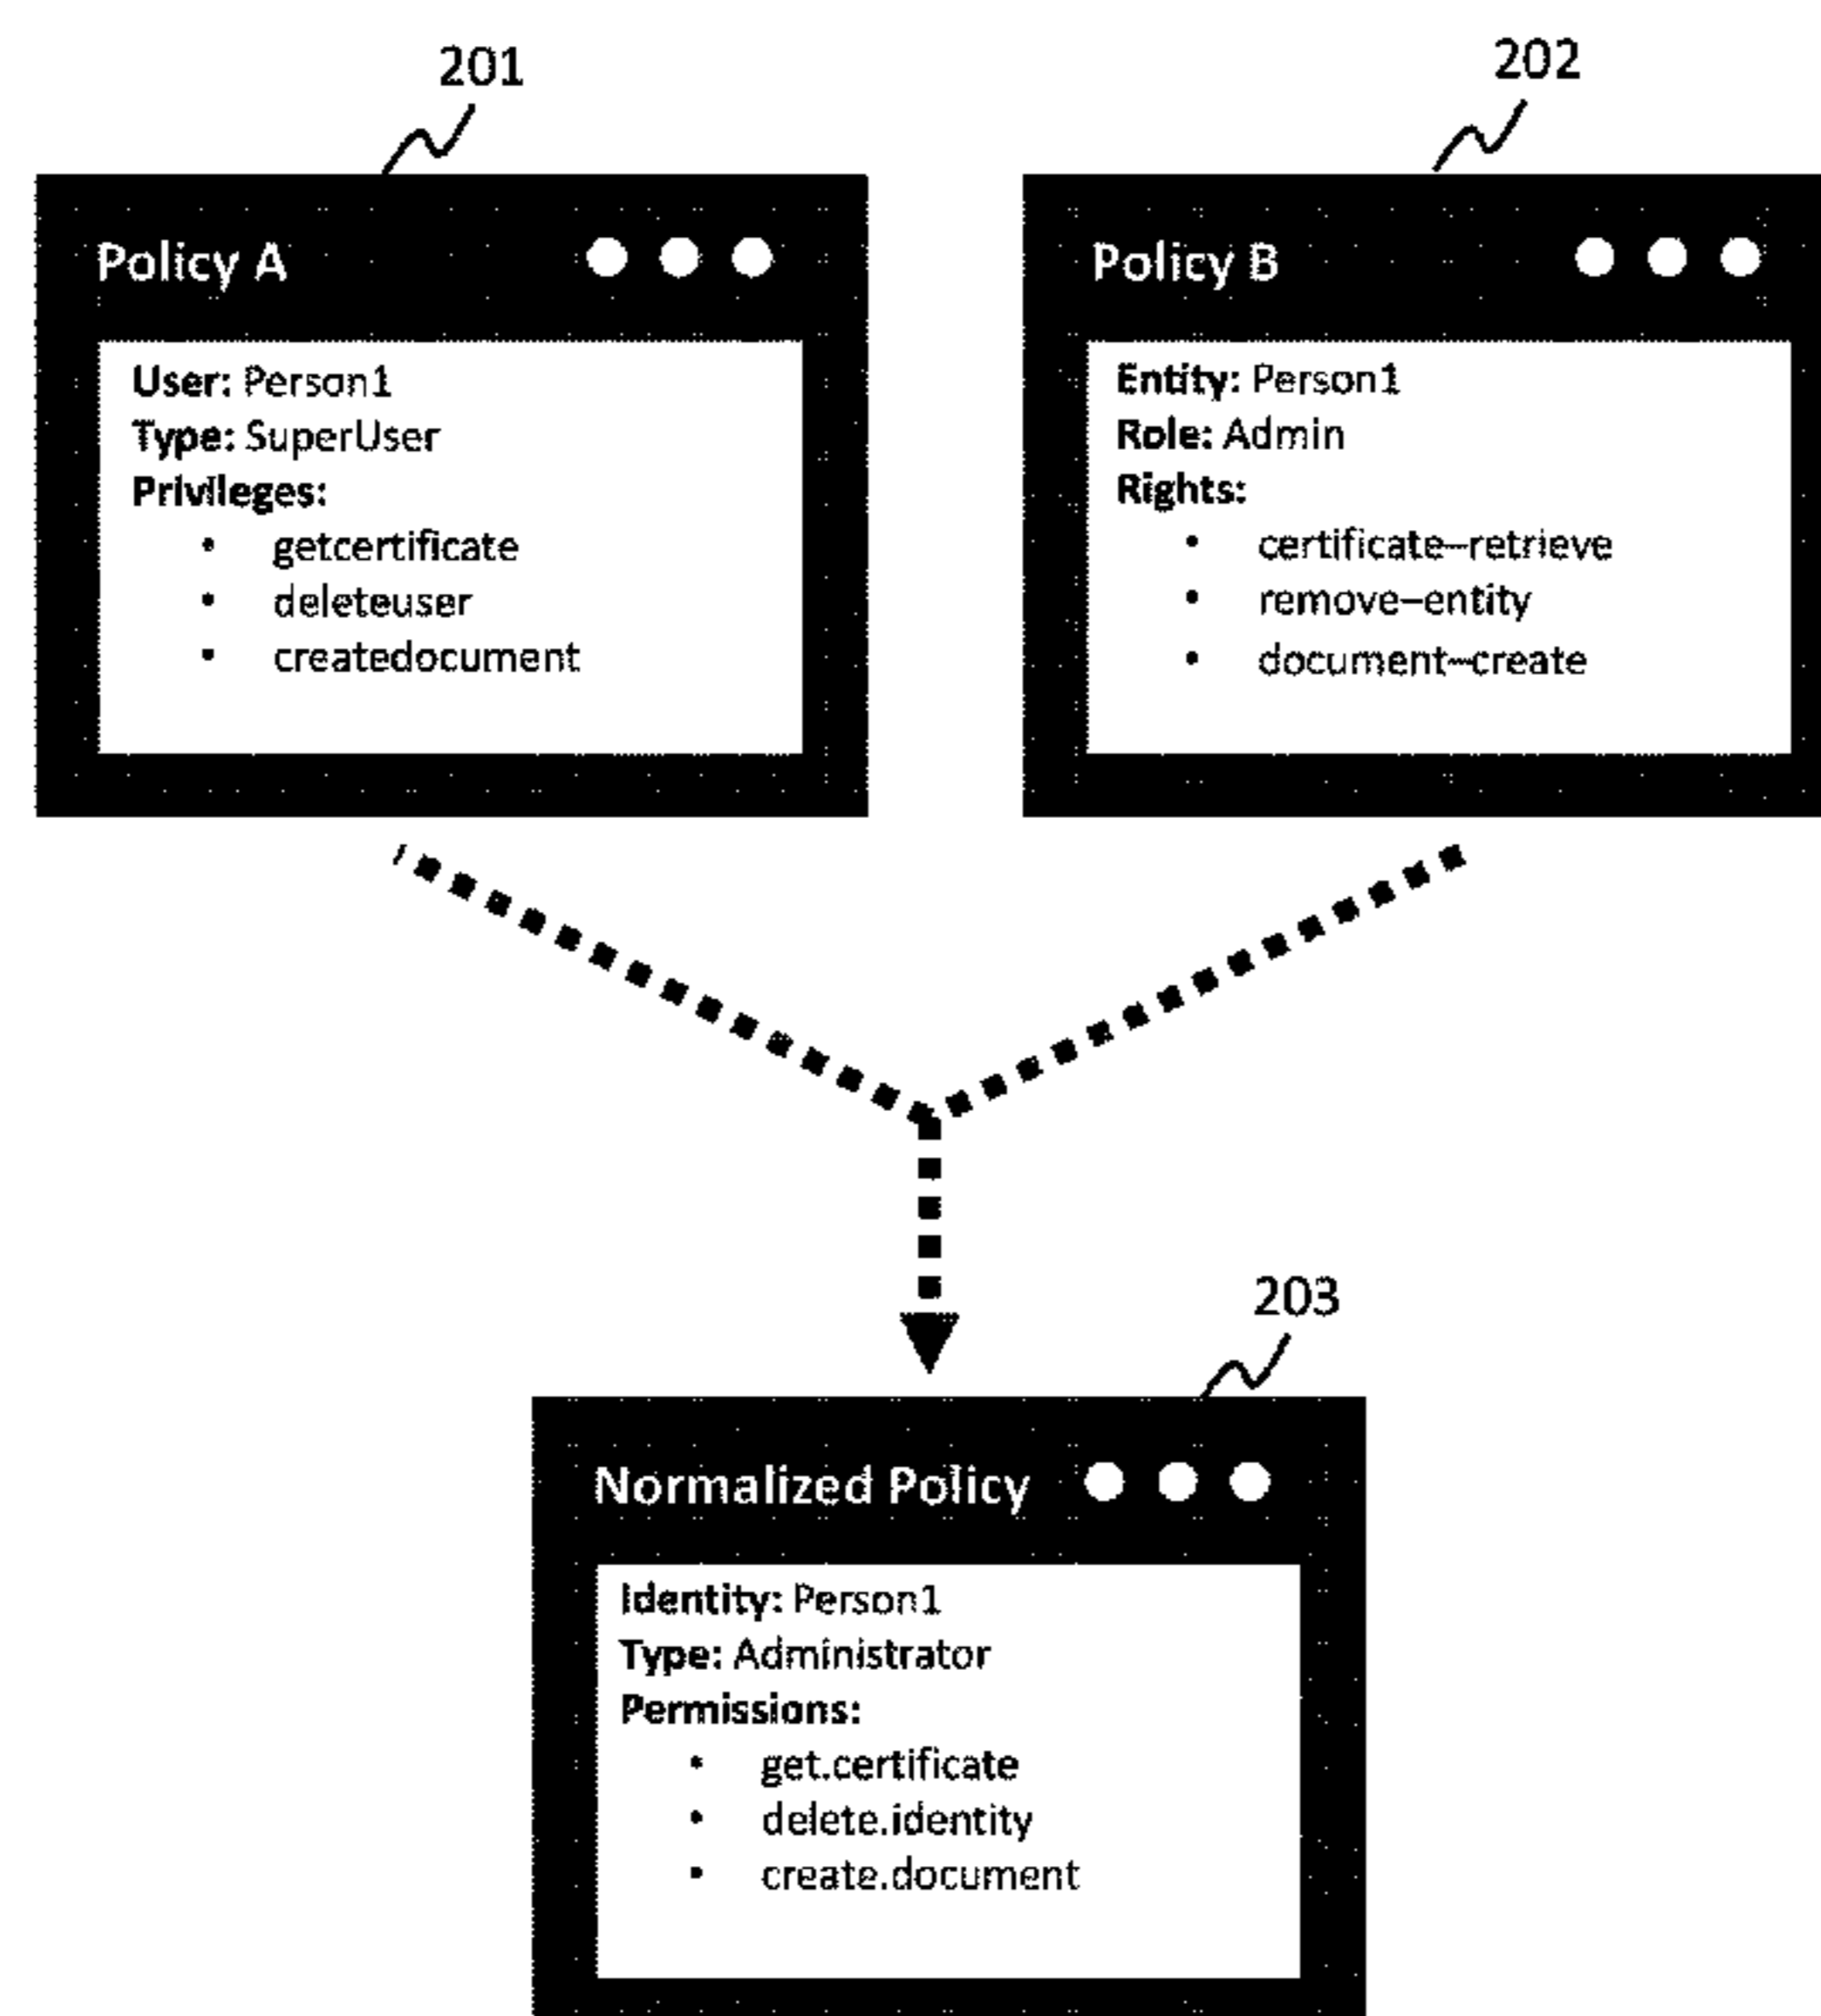 201
202
Policy A
User: Person1
Type: SuperUser
Privileges:
• getcertificate
• deleteuser
• createdocument
Policy B
Entity: Person1
Role: Admin
Rights:
• certificate–retrieve
• remove–entity
• document–create
203
Normalized Policy
Identity: Person1
Type: Administrator
Permissions:
• get.certificate
• delete.identity
• create.document